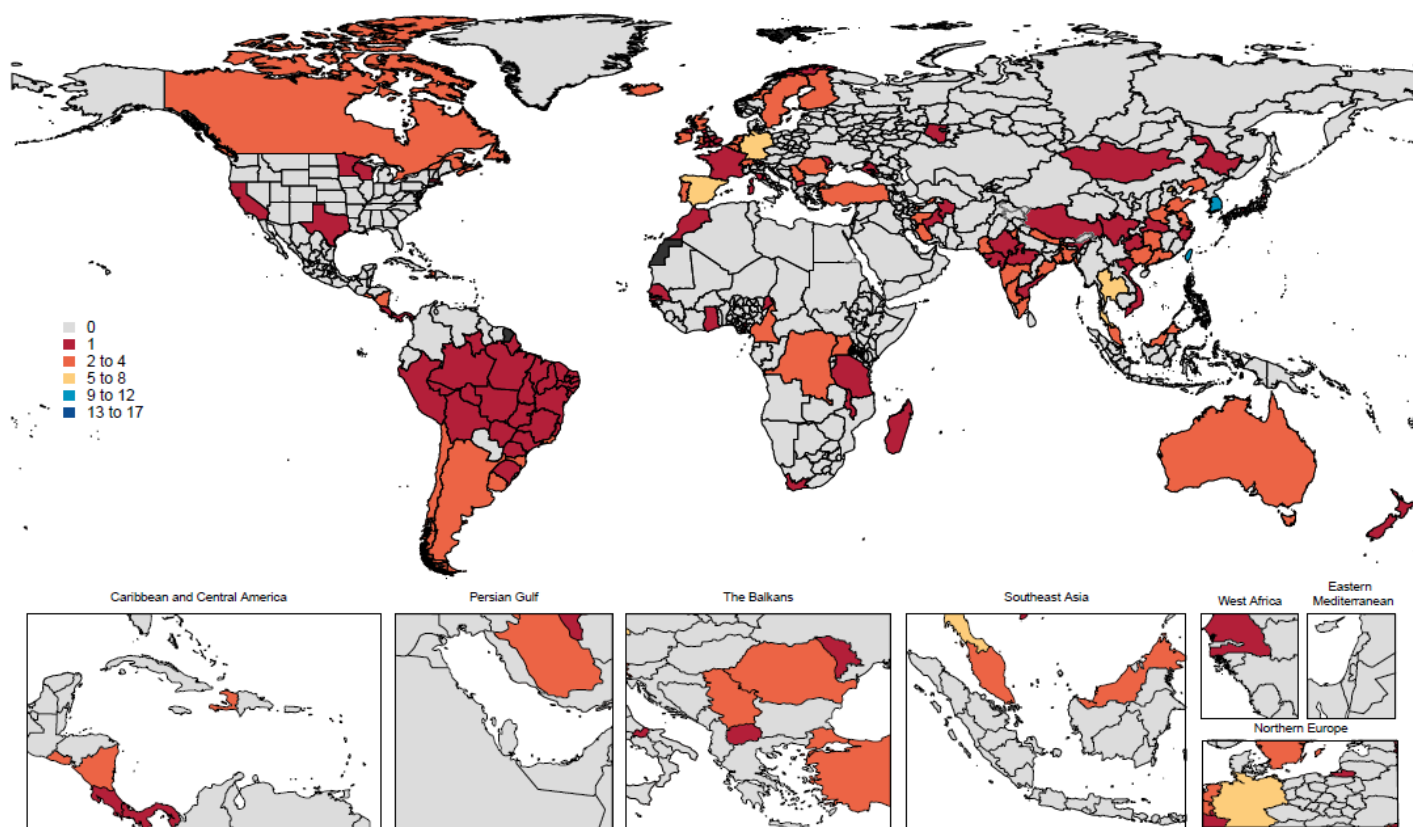 0
1
2 to 4
5 to 8
9 to 12
13 to 17
Caribbean and Central America
Persian Gulf
The Balkans
Southeast Asia
West Africa
Eastern
Mediterranean
Northern Europe